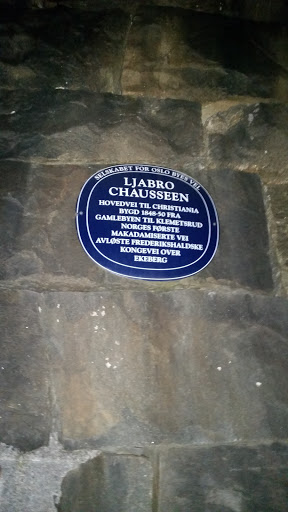 SELSKABET FOR OSLO BYES VEL
LJABRO
CHAUSSEEN
HOVEDVEI TIL CHRISTIANIA
BYGD 1848-50 FRA
GAMLEBYEN TIL KLEMETSRUD
NORGES FØRSTE
MAKADAMISERTE VEI
AVLØSTE FREDERIKSHALDSKE
KONGEVEI OVER
EKEBERG